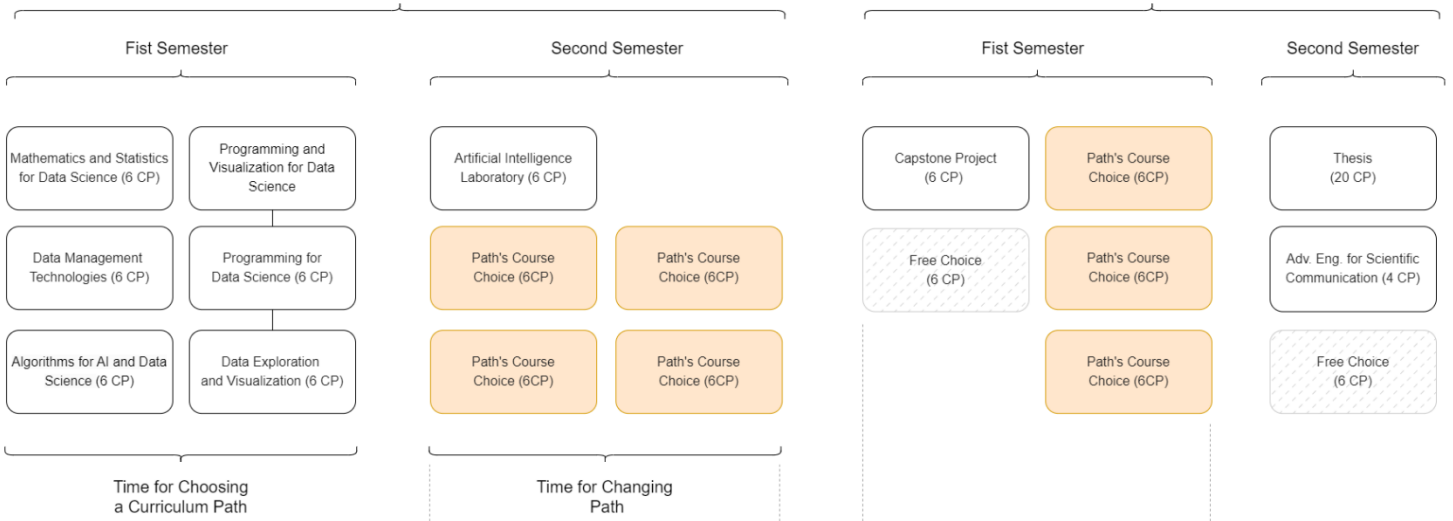 Fist Semester
Second Semester
Fist Semester
Second Semester
Mathematics and Statistics
for Data Science (6 CP)
Programming and
Visualization for Data
Science
Artificial Intelligence
Laboratory (6 CP)
Capstone Project
(6 CP)
Path's Course
Choice (6CP)
Thesis
(20 CP)
Data Management
Technologies (6 CP)
Programming for
Data Science (6 CP)
Path's Course
Choice (6CP)
Path's Course
Choice (6CP)
Free Choice
(6 CP)
Path's Course
Choice (6CP)
Adv. Eng. for Scientific
Communication (4 CP)
Algorithms for AI and Data
Science (6 CP)
Data Exploration
and Visualization (6 CP)
Path's Course
Choice (6CP)
Path's Course
Choice (6CP)
Path's Course
Choice (6CP)
Free Choice
(6 CP)
Time for Choosing
a Curriculum Path
Time for Changing
Path